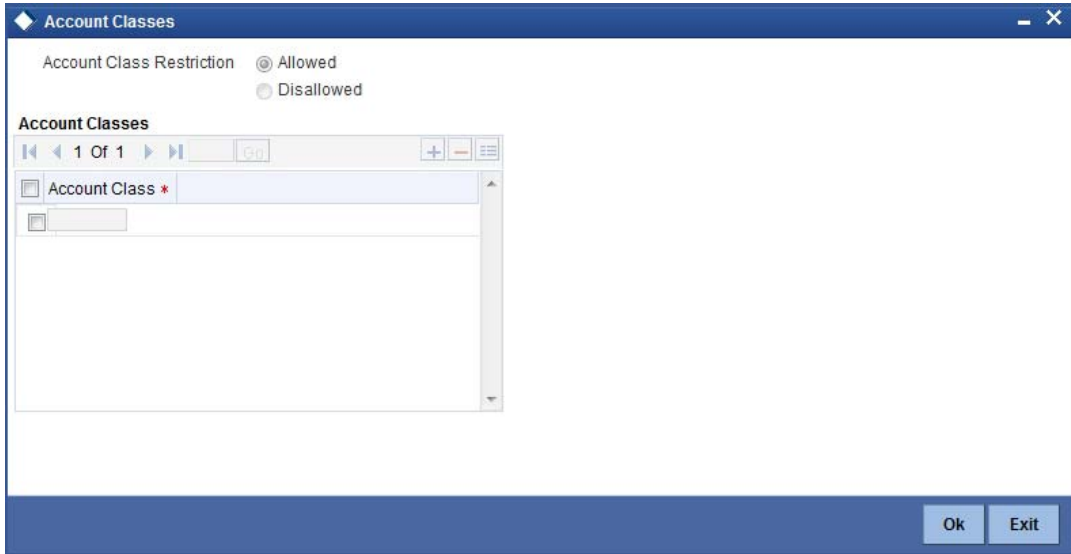 Account Classes
Account Class Restriction Allowed
Disallowed
Account Classes
1 Of 1 Go
Account Class *
Ok Exit